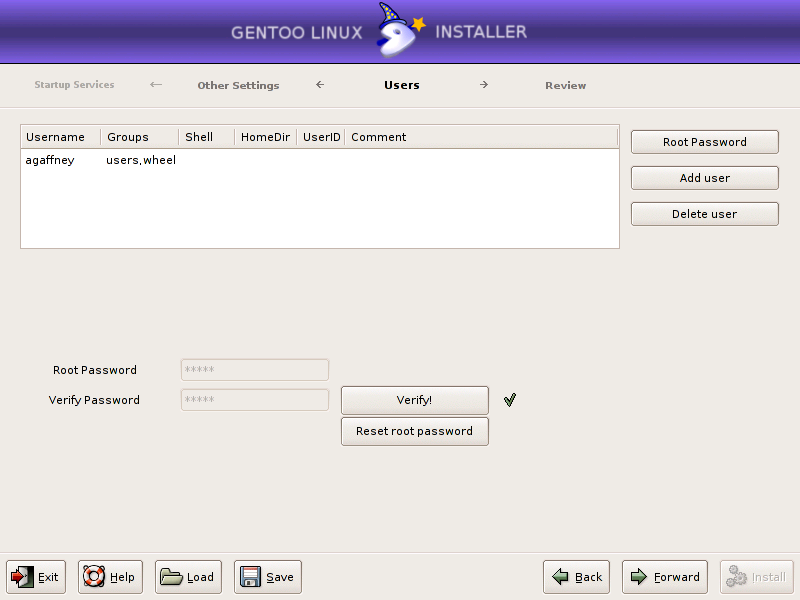 GENTOO LINUX INSTALLER
Startup Services ← Other Settings ← Users → Review
Username Groups Shell HomeDir UserID Comment
agaffney users,wheel
Root Password
Add user
Delete user
Root Password *****
Verify Password ***** Verify!
Reset root password
Exit Help Load Save Back Forward Install